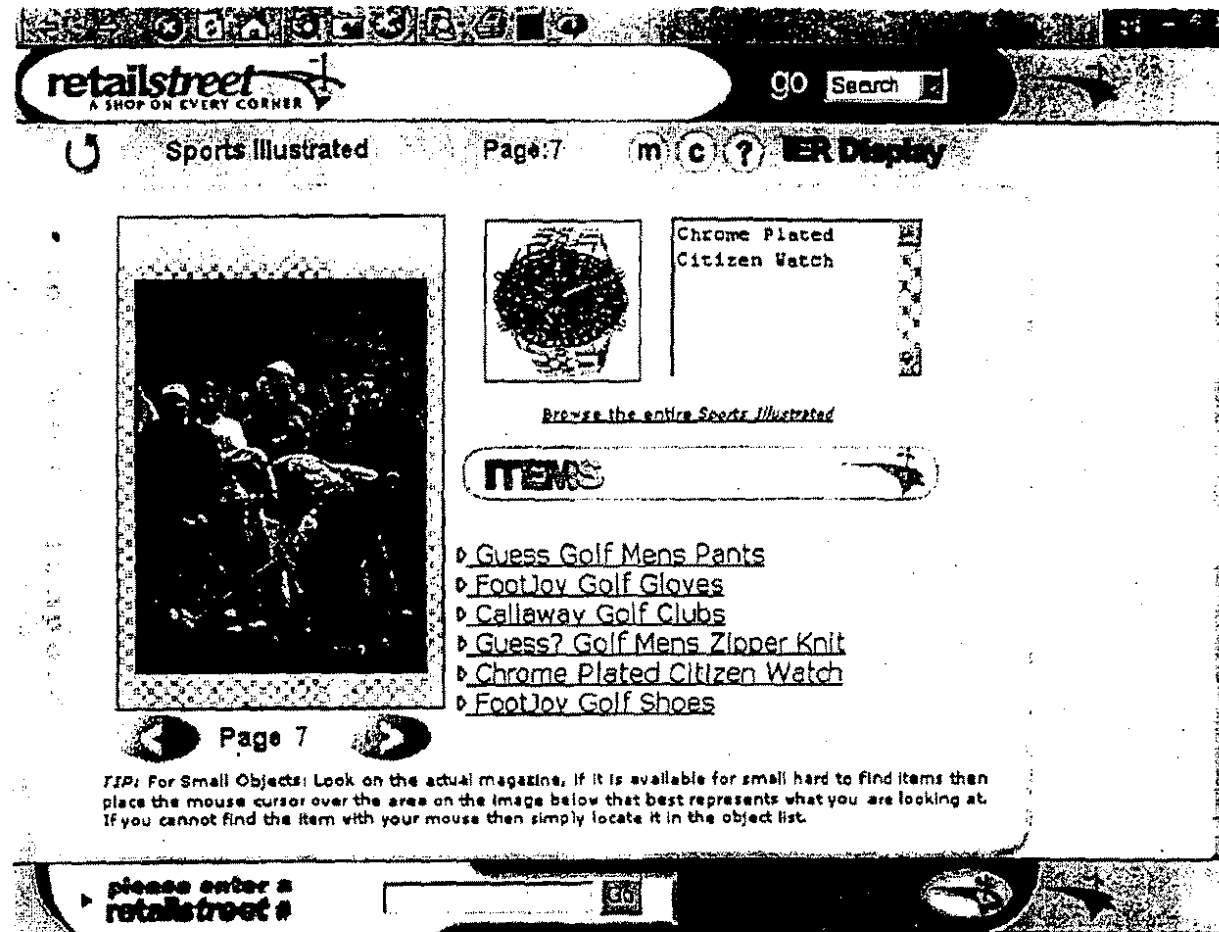 retailstreet
A SHOP ON EVERY CORNER
go Search
Sports Illustrated Page:7 m c ? IER Display
Chrome Plated
Citizen Watch
Browse the entire Sports Illustrated
ITEMS
Guess Golf Mens Pants
FootJoy Golf Gloves
Callaway Golf Clubs
Guess? Golf Mens Zipper Knit
Chrome Plated Citizen Watch
FootJoy Golf Shoes
Page 7
TIP: For Small Objects: Look on the actual magazine, if it is available for small hard to find items then
place the mouse cursor over the area on the image below that best represents what you are looking at.
If you cannot find the item with your mouse then simply locate it in the object list.
please enter a
retailstreet #
Go